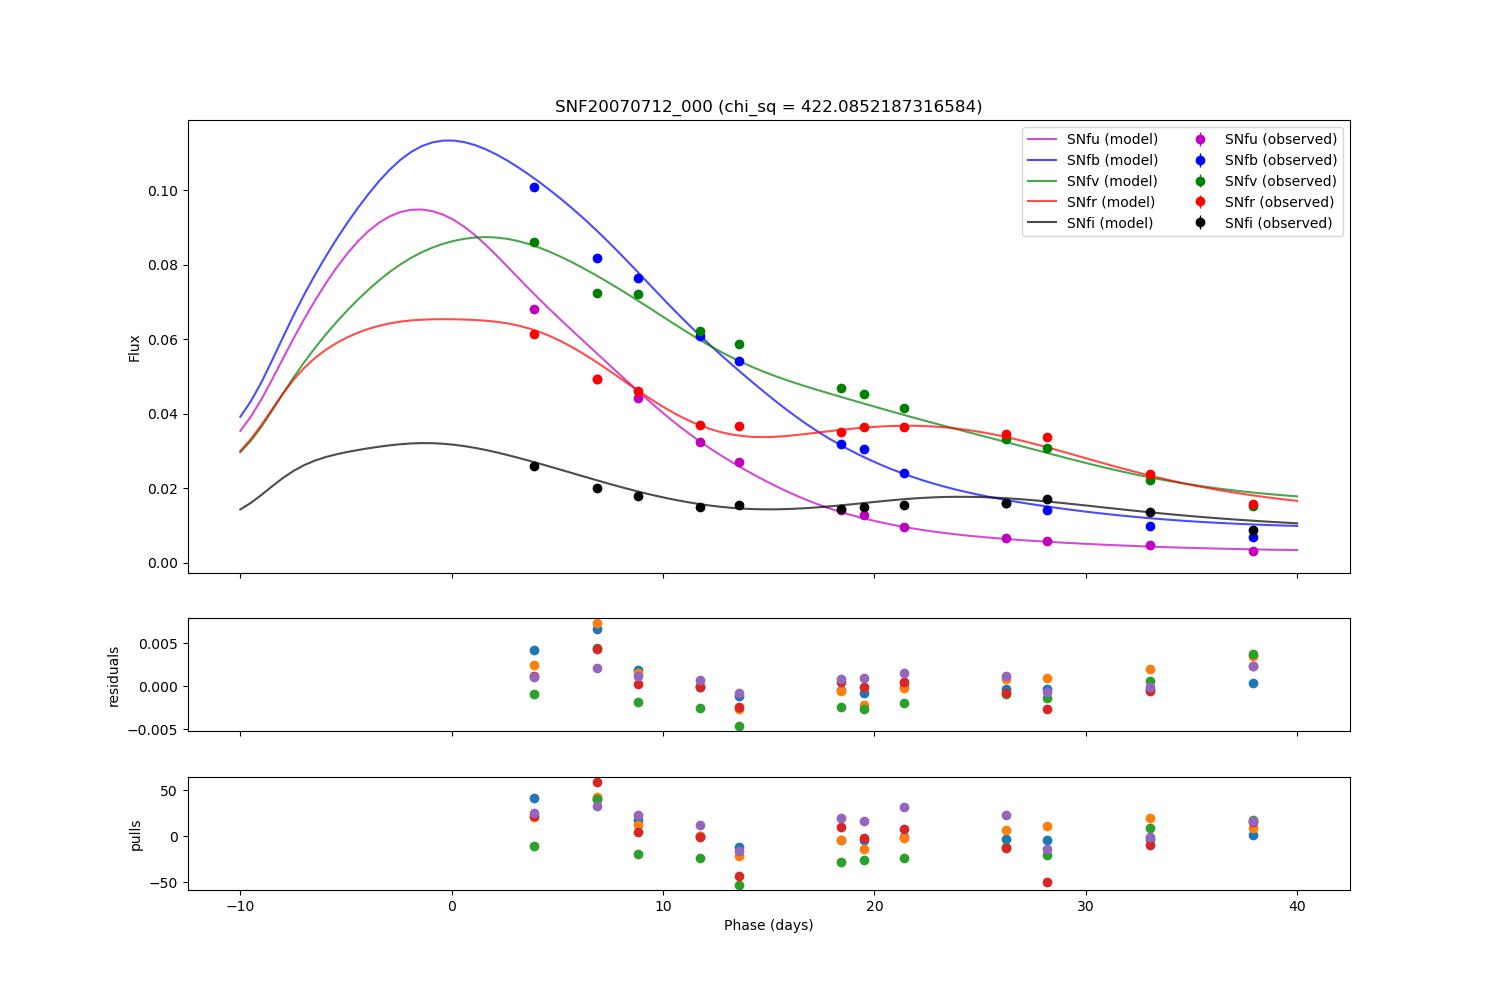 SNF20070712_000 (chi_sq = 422.0852187316584)
SNfu (model) SNfu (observed)
SNfb (model) SNfb (observed)
SNfv (model) SNfv (observed)
SNfr (model) SNfr (observed)
SNfi (model) SNfi (observed)
Flux
0.10
0.08
0.06
0.04
0.02
0.00
residuals
0.005
0.000
−0.005
pulls
50
0
−50
−10 0 10 20 30 40
Phase (days)